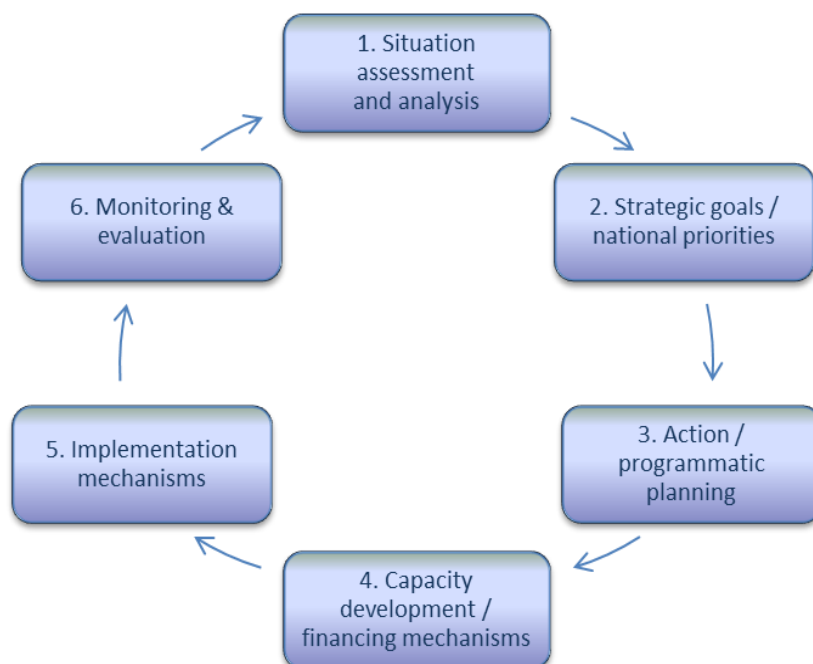 1. Situation
assessment
and analysis
2. Strategic goals /
national priorities
3. Action /
programmatic
planning
4. Capacity
development /
financing mechanisms
5. Implementation
mechanisms
6. Monitoring &
evaluation